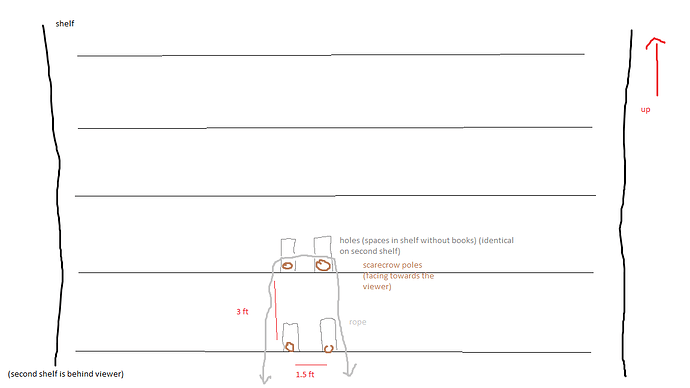 shelf
up
holes (spaces in shelf without books) (identical
on second shelf)
scarecrow poles
(facing towards the
viewer)
3 ft
rope
1.5 ft
(second shelf is behind viewer)